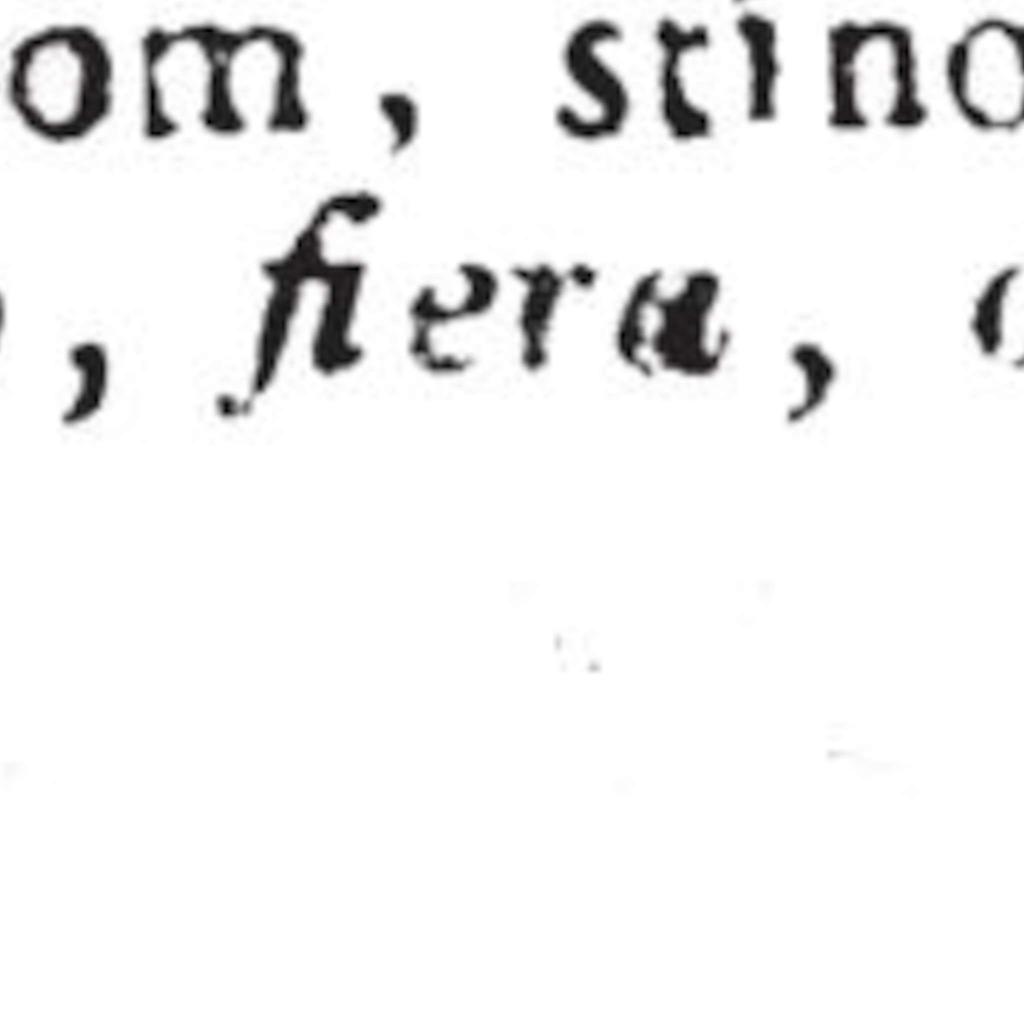 om, stino
, fiera,